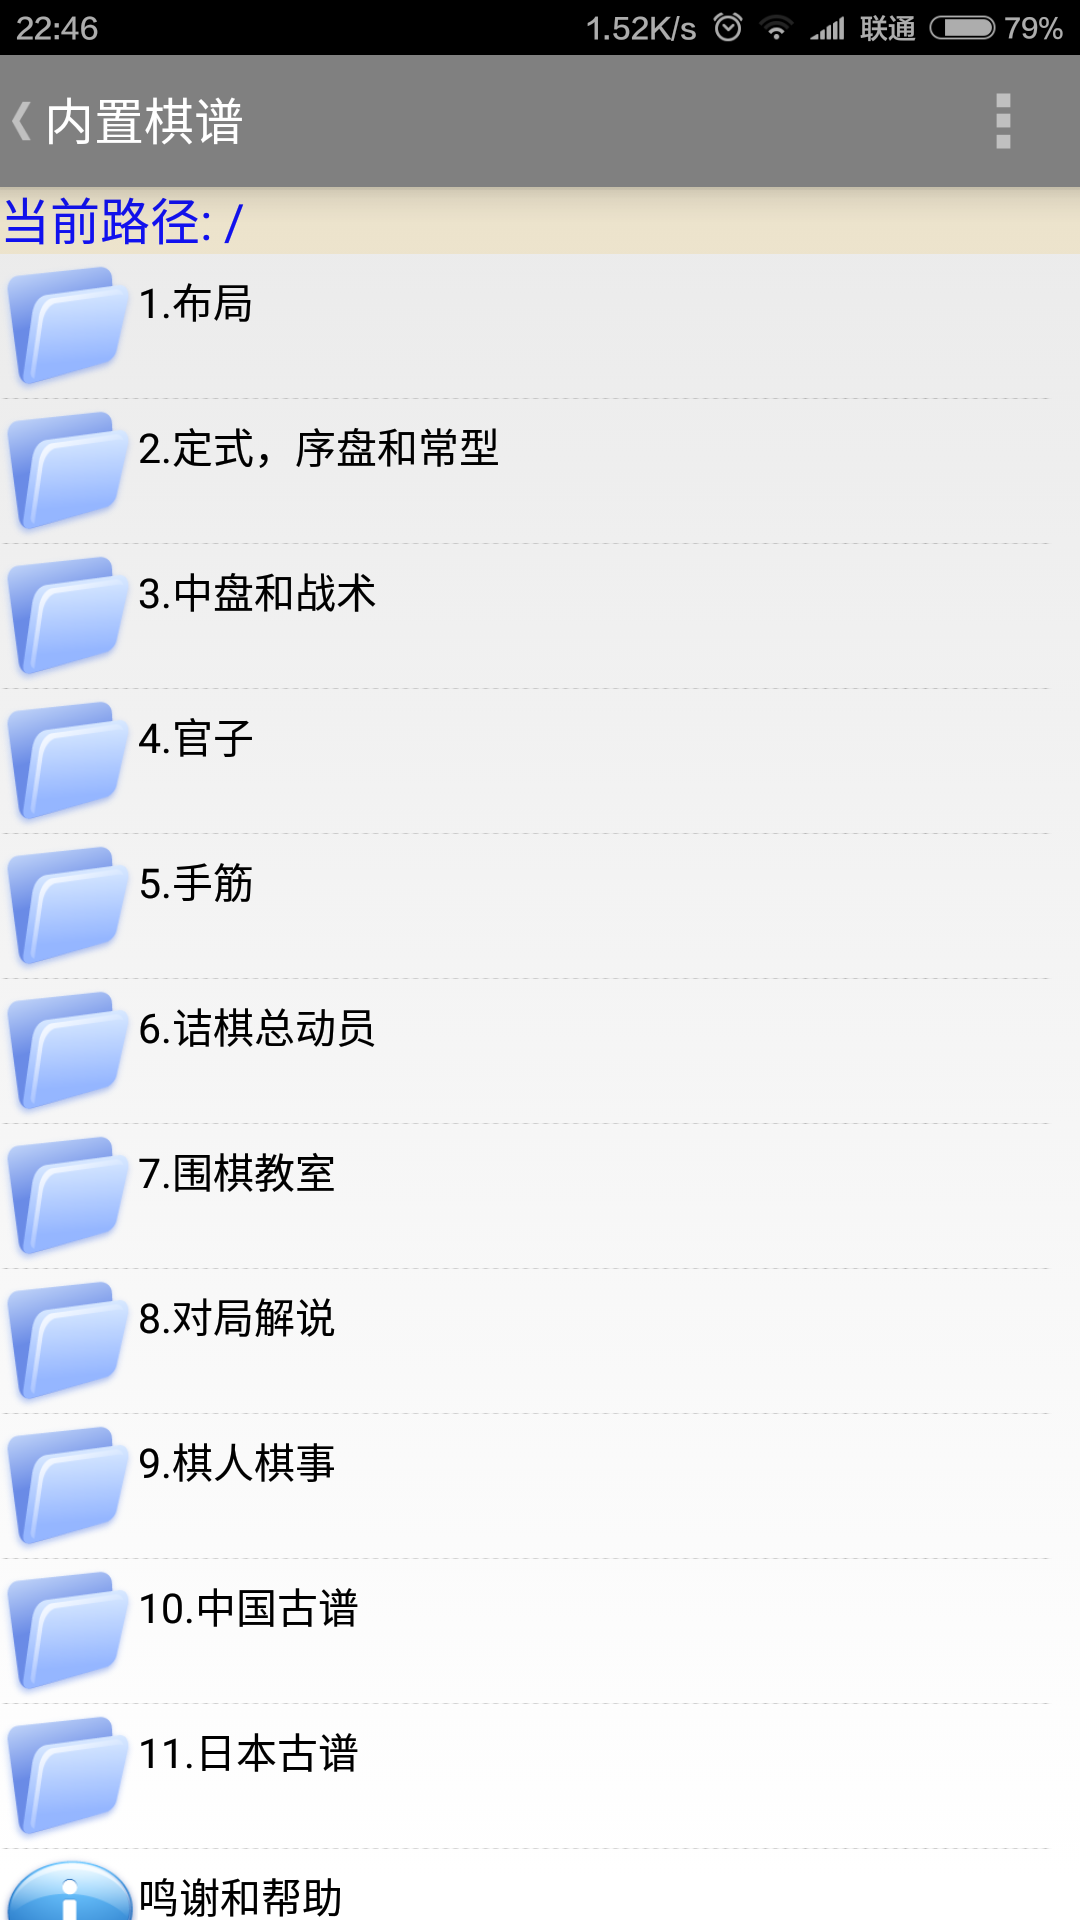 22:46 1.52K/s 联通 79%
内置棋谱
当前路径: /
1.布局
2.定式，序盘和常型
3.中盘和战术
4.官子
5.手筋
6.诘棋总动员
7.围棋教室
8.对局解说
9.棋人棋事
10.中国古谱
11.日本古谱
鸣谢和帮助